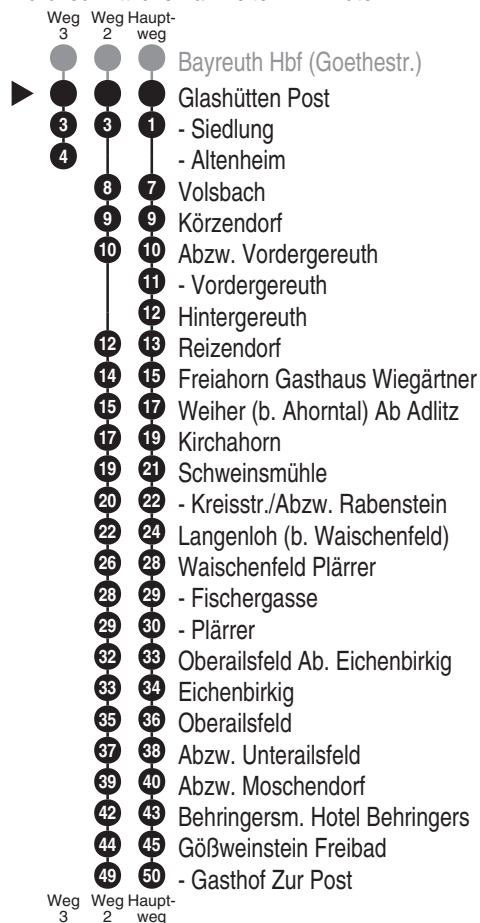 Weg Weg Haupt-
3 2 weg
Bayreuth Hbf (Goethestr.)
Glashütten Post
3 3 1 - Siedlung
4 - Altenheim
8 7 Volsbach
9 9 Körzendorf
10 10 Abzw. Vordergereuth
11 - Vordergereuth
12 Hintergereuth
12 13 Reizendorf
14 15 Freiahorn Gasthaus Wiegärtner
15 17 Weiher (b. Ahorntal) Ab Adlitz
17 19 Kirchahorn
19 21 Schweinsmühle
20 22 - Kreisstr./Abzw. Rabenstein
22 24 Langenloh (b. Waischenfeld)
26 28 Waischenfeld Plärrer
28 29 - Fischergasse
29 30 - Plärrer
32 33 Oberailsfeld Ab. Eichenbirkig
33 34 Eichenbirkig
35 36 Oberailsfeld
37 38 Abzw. Unterailsfeld
39 40 Abzw. Moschendorf
42 43 Behringersm. Hotel Behringers
44 45 Gößweinstein Freibad
49 50 - Gasthof Zur Post
Weg Weg Haupt-
3 2 weg